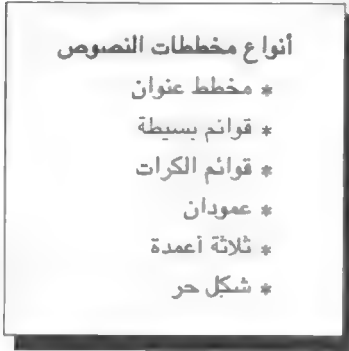 أنواع مخططات النصوص
* مخطط عنوان
* قوائم بسيطة
* قوائم الكرات
* عمودان
* ثلاثة أعمدة
* شكل حر